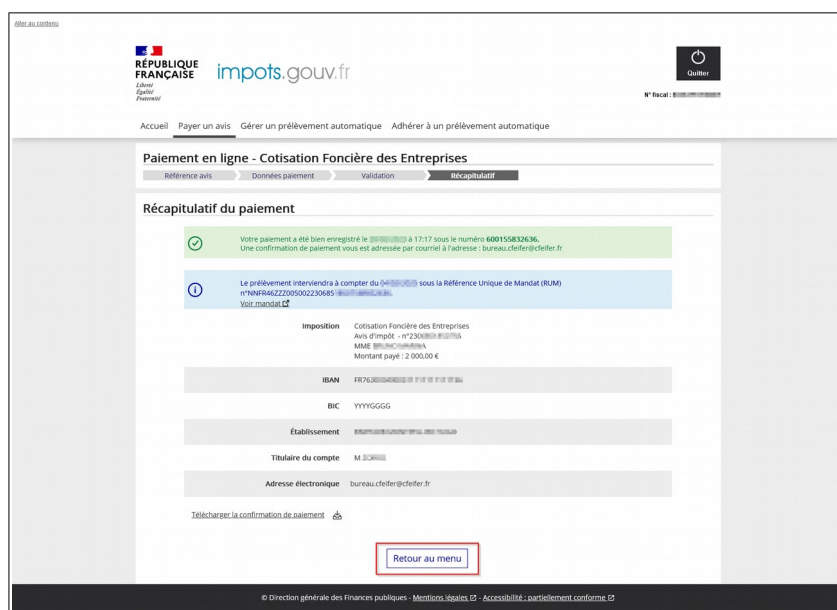 Aller au contenu
RÉPUBLIQUE
FRANÇAISE
Liberté
Égalité
Fraternité
impots.gouv.fr
Quitter
N° fiscal :
Accueil Payer un avis Gérer un prélèvement automatique Adhérer à un prélèvement automatique
Paiement en ligne - Cotisation Foncière des Entreprises
Référence avis Données paiement Validation Récapitulatif
Récapitulatif du paiement
Votre paiement a été bien enregistré le à 17:17 sous le numéro 600155832636.
Une confirmation de paiement vous est adressée par courriel à l'adresse : bureau.cfeifer@cfeifer.fr
Le prélèvement interviendra à compter du sous la Référence Unique de Mandat (RUM)
n°NNFR46ZZZ005002230685
Voir mandat
Imposition Cotisation Foncière des Entreprises
Avis d'impôt - n°230
MME
Montant payé : 2 000,00 €
IBAN FR76
BIC YYYYGGGG
Établissement
Titulaire du compte M
Adresse électronique bureau.cfeifer@cfeifer.fr
Télécharger la confirmation de paiement
Retour au menu
© Direction générale des Finances publiques - Mentions légales - Accessibilité : partiellement conforme